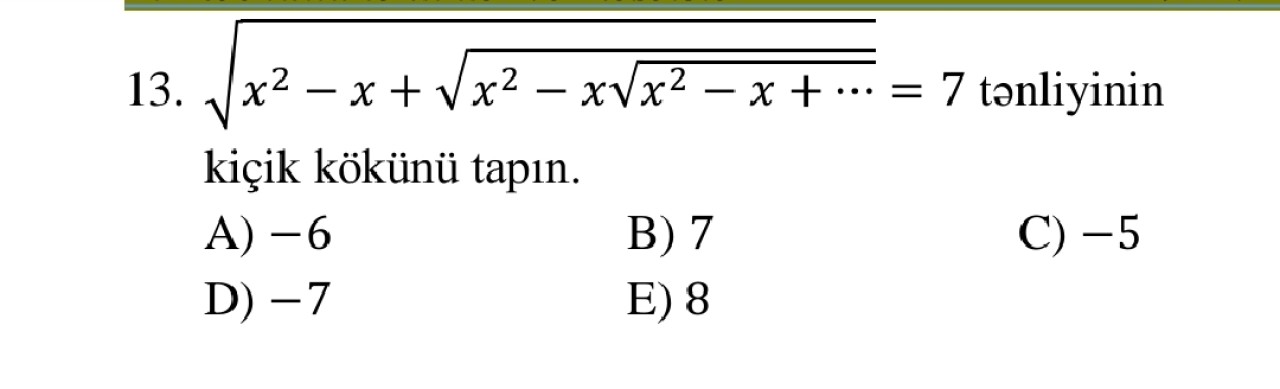 13. √(x² − x + √(x² − x√(x² − x + ⋯))) = 7 tənliyinin
kiçik kökünü tapın.
A) −6 B) 7 C) −5
D) −7 E) 8